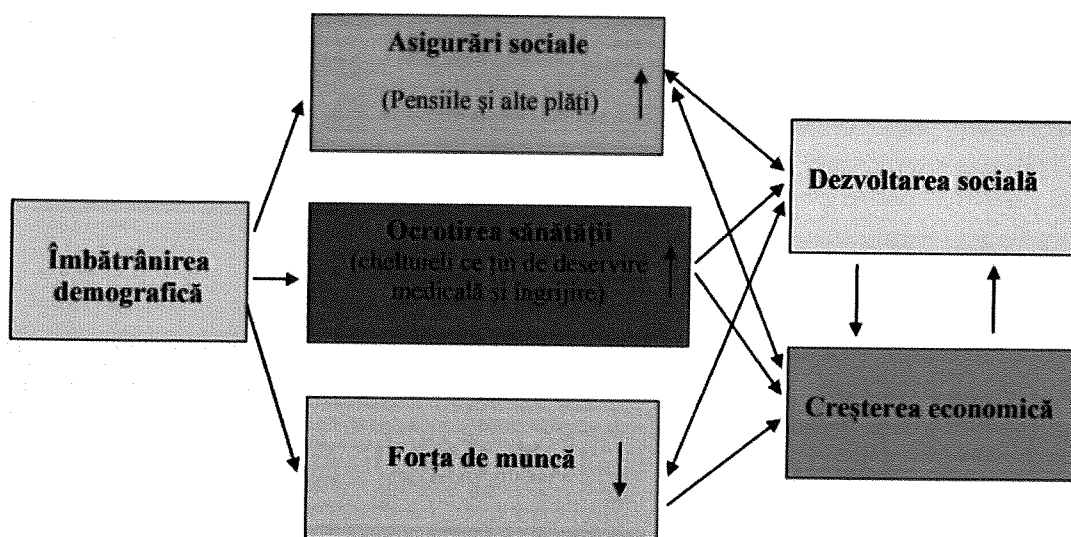 Asigurări sociale
(Pensiile și alte plăți)
Dezvoltarea socială
Îmbătrânirea
demografică
Ocrotirea sănătății
(cheltuieli ce țin de deservire
medicală și îngrijire)
Creșterea economică
Forța de muncă